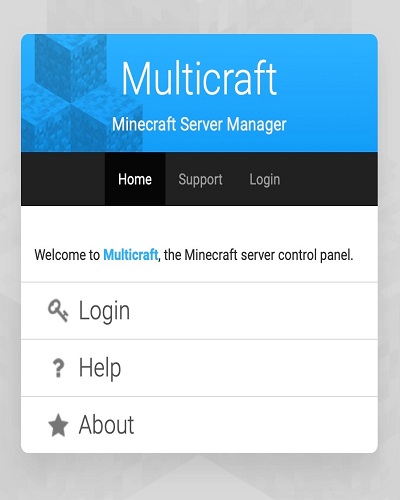 Multicraft
Minecraft Server Manager
Home Support Login
Welcome to Multicraft, the Minecraft server control panel.
Login
? Help
About